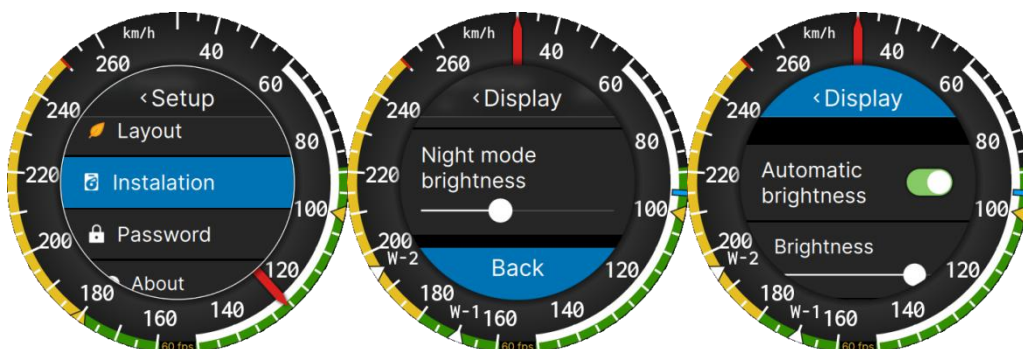 km/h
40
60
80
100
120
140
160
180
200
220
240
260
‹Setup
Layout
Instalation
Password
About
60 fps
km/h
40
60
80
100
120
140
160
180
200
220
240
260
W-2
W-1
‹Display
Night mode
brightness
Back
60 fps
km/h
40
60
80
100
120
140
160
180
200
220
240
260
W-2
W-1
‹Display
Automatic
brightness
Brightness
60 fps